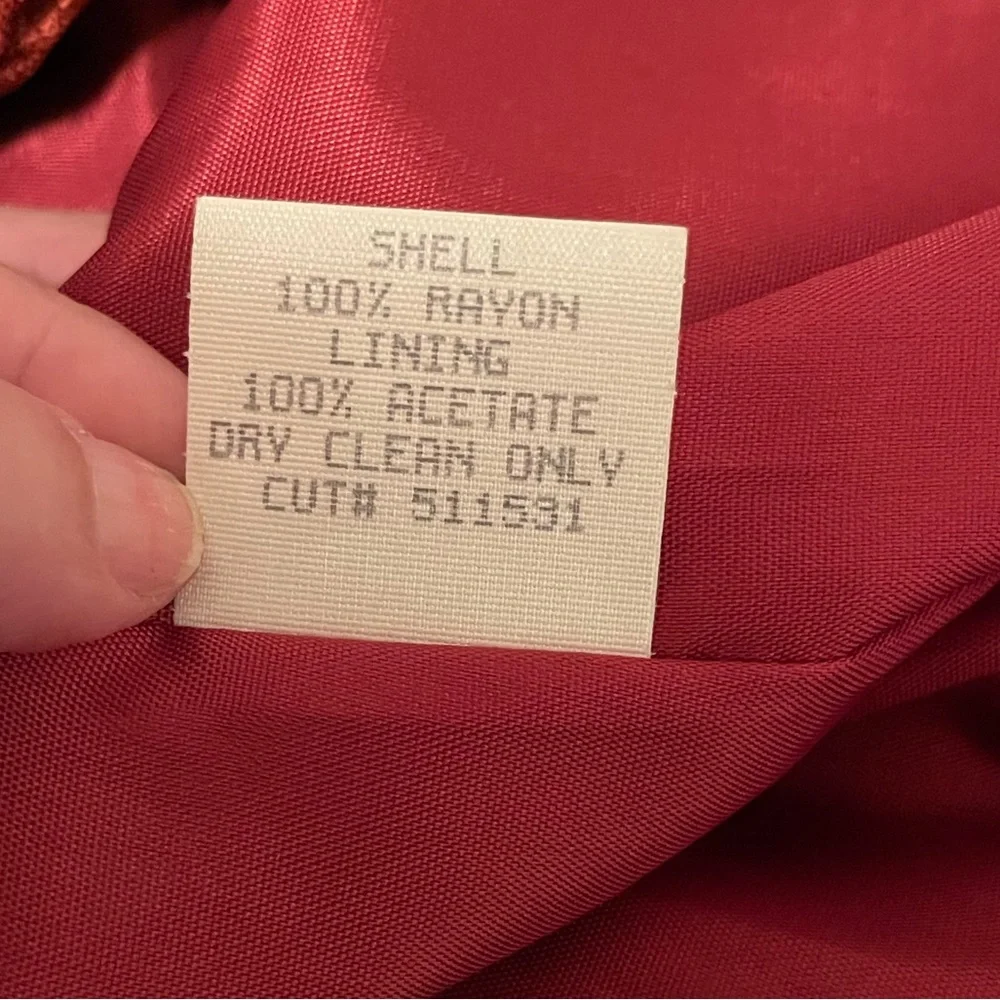 SHELL
100% RAYON
LINING
100% ACETATE
DRY CLEAN ONLY
CUT# 511531